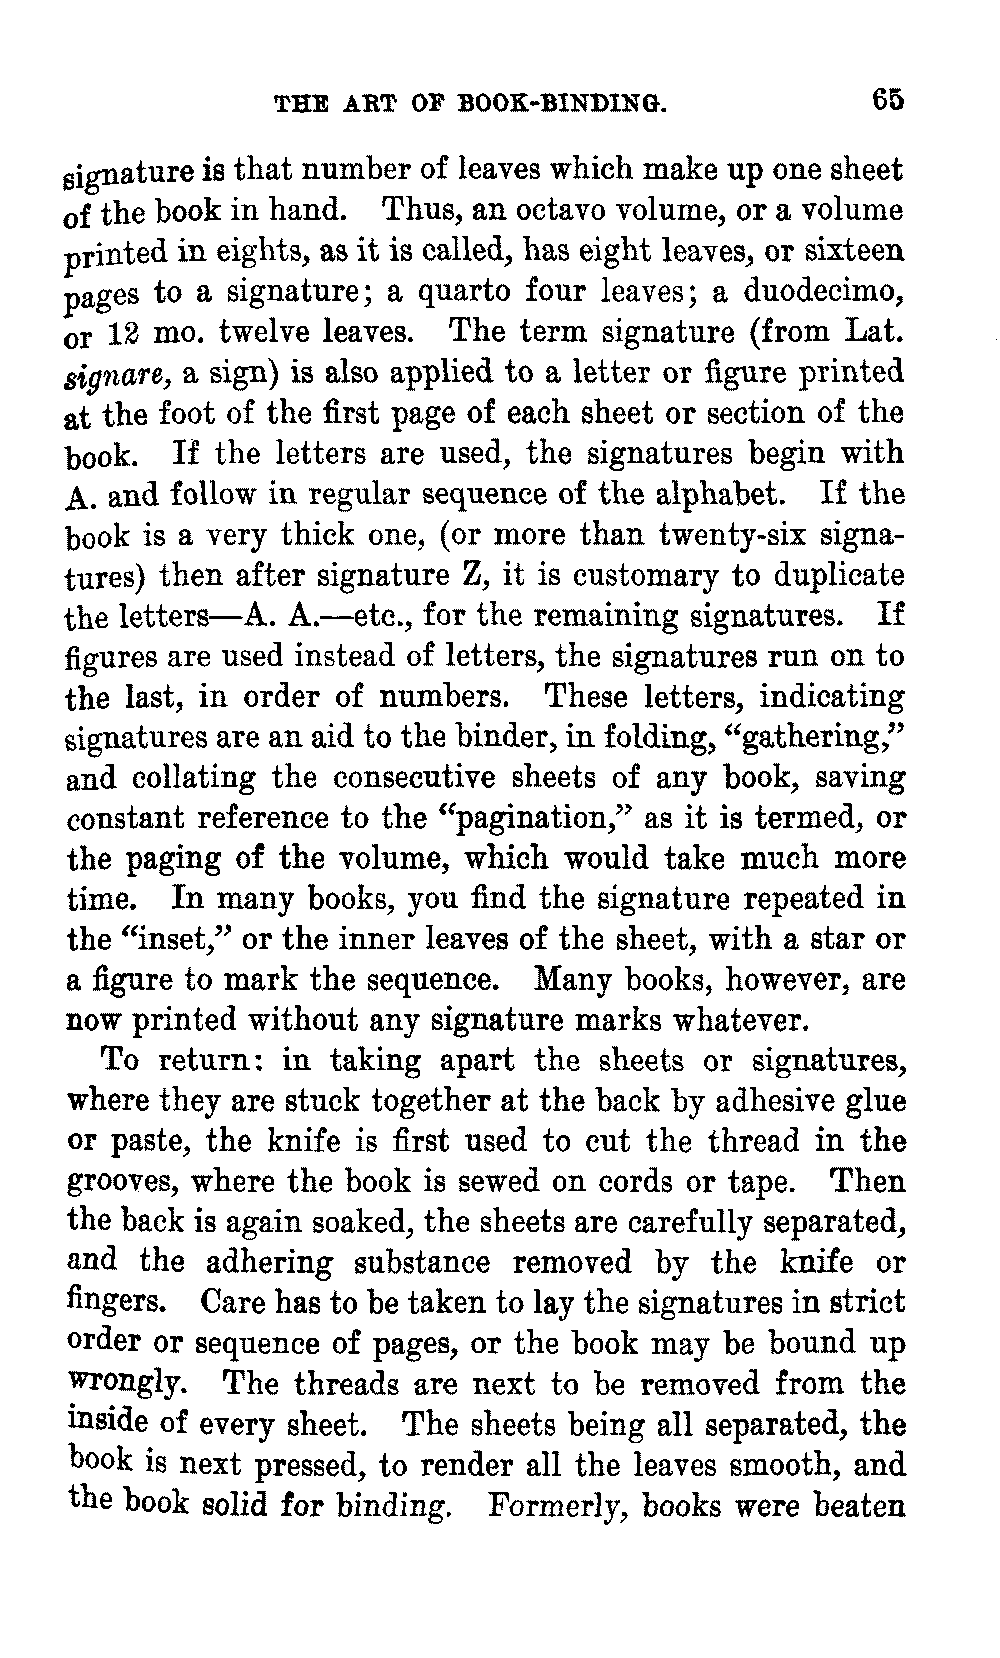 THE ART OF BOOK-BINDING. 65
signature is that number of leaves which make up one sheet
of the book in hand. Thus, an octavo volume, or a volume
printed in eights, as it is called, has eight leaves, or sixteen
pages to a signature; a quarto four leaves; a duodecimo,
or 12 mo. twelve leaves. The term signature (from Lat.
signare, a sign) is also applied to a letter or figure printed
at the foot of the first page of each sheet or section of the
book. If the letters are used, the signatures begin with
A. and follow in regular sequence of the alphabet. If the
book is a very thick one, (or more than twenty-six signa-
tures) then after signature Z, it is customary to duplicate
the letters—A. A.—etc., for the remaining signatures. If
figures are used instead of letters, the signatures run on to
the last, in order of numbers. These letters, indicating
signatures are an aid to the binder, in folding, “gathering,”
and collating the consecutive sheets of any book, saving
constant reference to the “pagination,” as it is termed, or
the paging of the volume, which would take much more
time. In many books, you find the signature repeated in
the “inset,” or the inner leaves of the sheet, with a star or
a figure to mark the sequence. Many books, however, are
now printed without any signature marks whatever.
To return: in taking apart the sheets or signatures,
where they are stuck together at the back by adhesive glue
or paste, the knife is first used to cut the thread in the
grooves, where the book is sewed on cords or tape. Then
the back is again soaked, the sheets are carefully separated,
and the adhering substance removed by the knife or
fingers. Care has to be taken to lay the signatures in strict
order or sequence of pages, or the book may be bound up
wrongly. The threads are next to be removed from the
inside of every sheet. The sheets being all separated, the
book is next pressed, to render all the leaves smooth, and
the book solid for binding. Formerly, books were beaten